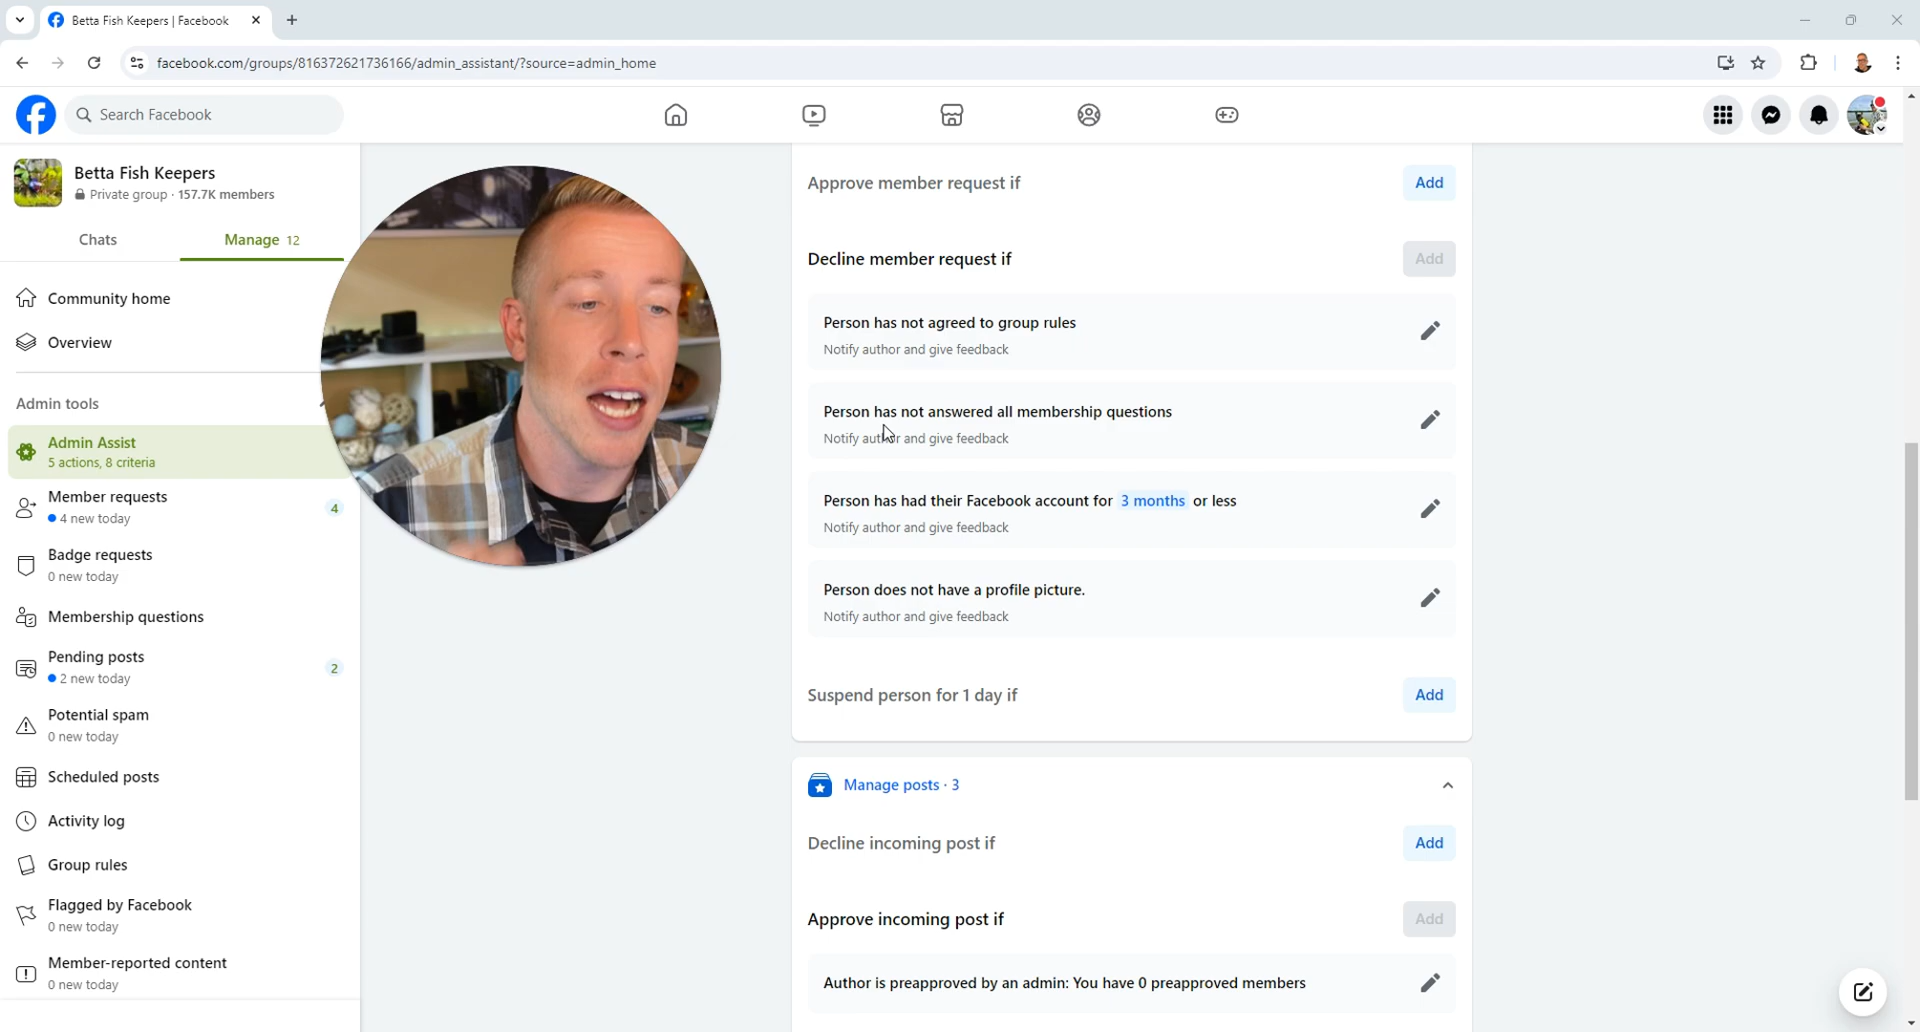 Betta Fish Keepers | Facebook
facebook.com/groups/816372621736166/admin_assistant/?source=admin_home
Search Facebook
Betta Fish Keepers
Private group · 157.7K members
Chats
Manage 12
Community home
Overview
Admin tools
Admin Assist
5 actions, 8 criteria
Member requests
4 new today
4
Badge requests
0 new today
Membership questions
Pending posts
2 new today
2
Potential spam
0 new today
Scheduled posts
Activity log
Group rules
Flagged by Facebook
0 new today
Member-reported content
0 new today
Approve member request if
Add
Decline member request if
Add
Person has not agreed to group rules
Notify author and give feedback
Person has not answered all membership questions
Notify author and give feedback
Person has had their Facebook account for 3 months or less
Notify author and give feedback
Person does not have a profile picture.
Notify author and give feedback
Suspend person for 1 day if
Add
Manage posts · 3
Decline incoming post if
Add
Approve incoming post if
Add
Author is preapproved by an admin: You have 0 preapproved members